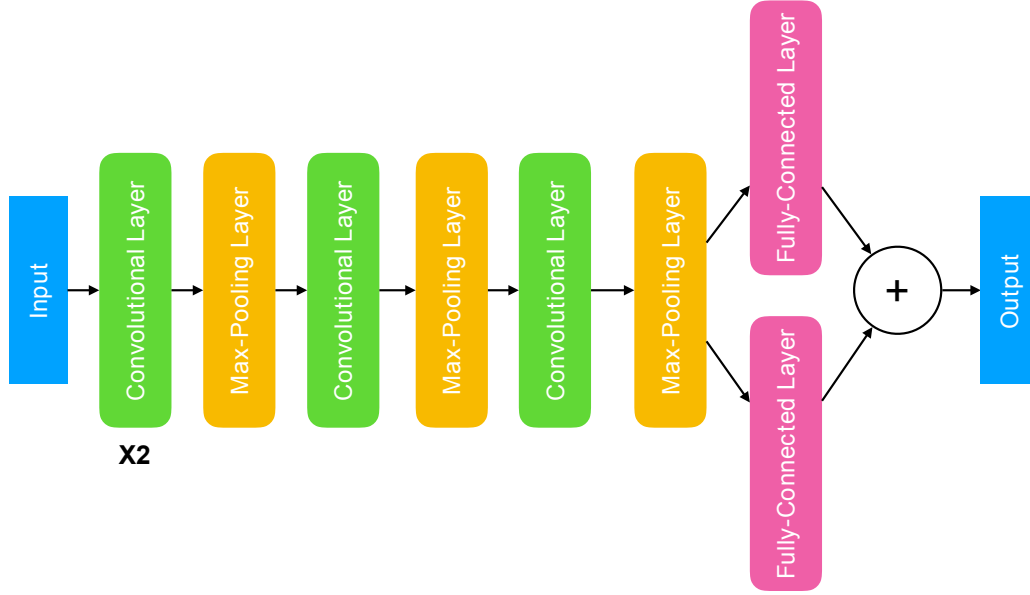 Input
Convolutional Layer
X2
Max-Pooling Layer
Convolutional Layer
Max-Pooling Layer
Convolutional Layer
Max-Pooling Layer
Fully-Connected Layer
Fully-Connected Layer
+
Output